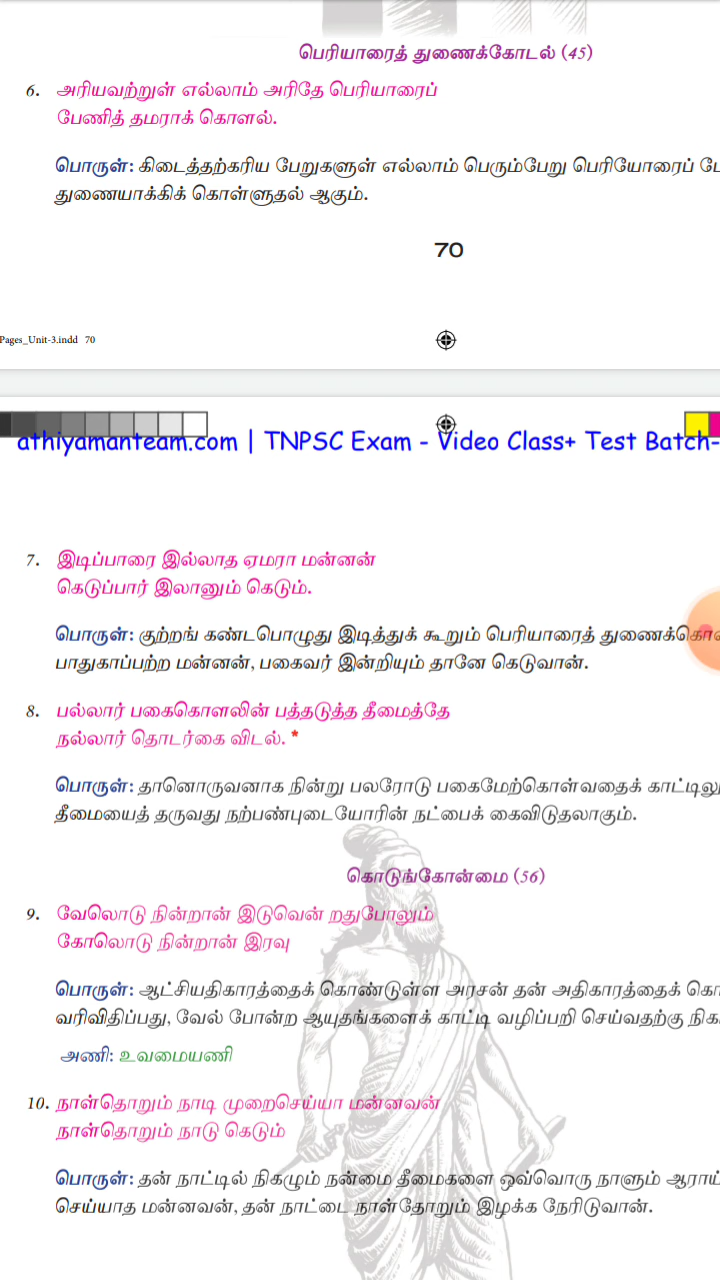 பெரியாரைத் துணைக்கோடல் (45)
6. அரியவற்றுள் எல்லாம் அரிதே பெரியாரைப்
பேணித் தமராக் கொளல்.
பொருள்: கிடைத்தற்கரிய பேறுகளுள் எல்லாம் பெரும்பேறு பெரியோரைப் பே
துணையாக்கிக் கொள்ளுதல் ஆகும்.
70
Pages_Unit-3.indd 70
athiyamanteam.com | TNPSC Exam - Video Class+ Test Batch-
7. இடிப்பாரை இல்லாத ஏமரா மன்னன்
கெடுப்பார் இலானும் கெடும்.
பொருள்: குற்றங் கண்டபொழுது இடித்துக் கூறும் பெரியாரைத் துணைக்கொ
பாதுகாப்பற்ற மன்னன், பகைவர் இன்றியும் தானே கெடுவான்.
8. பல்லார் பகைகொளலின் பத்தடுத்த தீமைத்தே
நல்லார் தொடர்கை விடல். *
பொருள்: தானொருவனாக நின்று பலரோடு பகைமேற்கொள்வதைக் காட்டிலு
தீமையைத் தருவது நற்பண்புடையோரின் நட்பைக் கைவிடுதலாகும்.
கொடுங்கோன்மை (56)
9. வேலொடு நின்றான் இடுவென் றதுபோலும்
கோலொடு நின்றான் இரவு
பொருள்: ஆட்சியதிகாரத்தைக் கொண்டுள்ள அரசன் தன் அதிகாரத்தைக் கொ
வரிவிதிப்பது, வேல் போன்ற ஆயுதங்களைக் காட்டி வழிப்பறி செய்வதற்கு நிக
அணி: உவமையணி
10. நாள்தொறும் நாடி முறைசெய்யா மன்னவன்
நாள்தொறும் நாடு கெடும்
பொருள்: தன் நாட்டில் நிகழும் நன்மை தீமைகளை ஒவ்வொரு நாளும் ஆராய்
செய்யாத மன்னவன், தன் நாட்டை நாள்தோறும் இழக்க நேரிடுவான்.